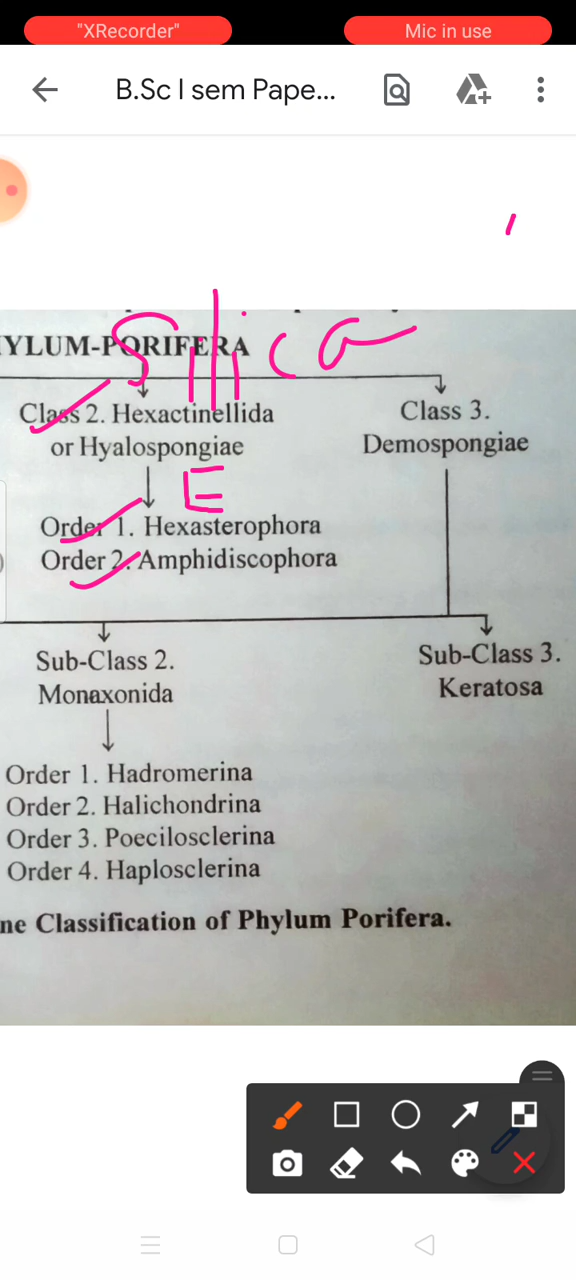 "XRecorder"
Mic in use
B.Sc I sem Pape...
Silica
YLUM-PORIFERA
Class 2. Hexactinellida
or Hyalospongiae
Class 3.
Demospongiae
E
Order 1. Hexasterophora
Order 2. Amphidiscophora
Sub-Class 2.
Monaxonida
Sub-Class 3.
Keratosa
Order 1. Hadromerina
Order 2. Halichondrina
Order 3. Poecilosclerina
Order 4. Haplosclerina
ne Classification of Phylum Porifera.